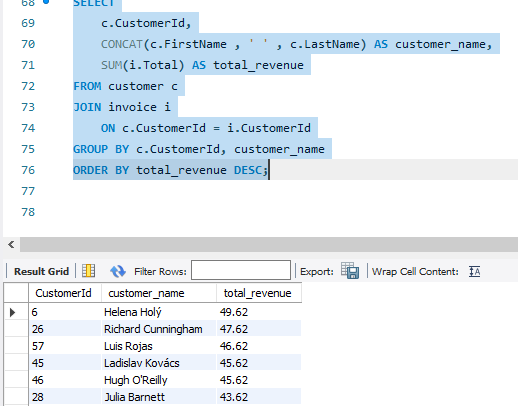 68 SELECT
69 c.CustomerId,
70 CONCAT(c.FirstName , ' ' , c.LastName) AS customer_name,
71 SUM(i.Total) AS total_revenue
72 FROM customer c
73 JOIN invoice i
74 ON c.CustomerId = i.CustomerId
75 GROUP BY c.CustomerId, customer_name
76 ORDER BY total_revenue DESC;
77
78
Result Grid Filter Rows: Export: Wrap Cell Content: IA
CustomerId customer_name total_revenue
6 Helena Holý 49.62
26 Richard Cunningham 47.62
57 Luis Rojas 46.62
45 Ladislav Kovács 45.62
46 Hugh O'Reilly 45.62
28 Julia Barnett 43.62